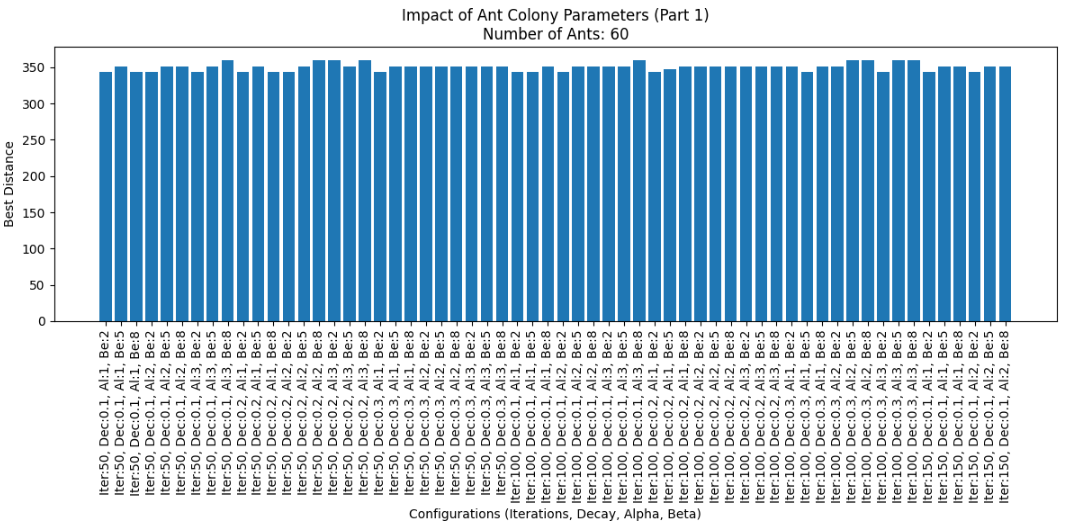 Impact of Ant Colony Parameters (Part 1)
Number of Ants: 60
Best Distance
350
300
250
200
150
100
50
0
Iter:50, Dec:0.1, Al:1, Be:2
Iter:50, Dec:0.1, Al:1, Be:5
Iter:50, Dec:0.1, Al:1, Be:8
Iter:50, Dec:0.1, Al:2, Be:2
Iter:50, Dec:0.1, Al:2, Be:5
Iter:50, Dec:0.1, Al:2, Be:8
Iter:50, Dec:0.1, Al:3, Be:2
Iter:50, Dec:0.1, Al:3, Be:5
Iter:50, Dec:0.1, Al:3, Be:8
Iter:50, Dec:0.2, Al:1, Be:2
Iter:50, Dec:0.2, Al:1, Be:5
Iter:50, Dec:0.2, Al:1, Be:8
Iter:50, Dec:0.2, Al:2, Be:2
Iter:50, Dec:0.2, Al:2, Be:5
Iter:50, Dec:0.2, Al:2, Be:8
Iter:50, Dec:0.2, Al:3, Be:2
Iter:50, Dec:0.2, Al:3, Be:5
Iter:50, Dec:0.2, Al:3, Be:8
Iter:50, Dec:0.3, Al:1, Be:2
Iter:50, Dec:0.3, Al:1, Be:5
Iter:50, Dec:0.3, Al:1, Be:8
Iter:50, Dec:0.3, Al:2, Be:2
Iter:50, Dec:0.3, Al:2, Be:5
Iter:50, Dec:0.3, Al:2, Be:8
Iter:50, Dec:0.3, Al:3, Be:2
Iter:50, Dec:0.3, Al:3, Be:5
Iter:50, Dec:0.3, Al:3, Be:8
Iter:100, Dec:0.1, Al:1, Be:2
Iter:100, Dec:0.1, Al:1, Be:5
Iter:100, Dec:0.1, Al:1, Be:8
Iter:100, Dec:0.1, Al:2, Be:2
Iter:100, Dec:0.1, Al:2, Be:5
Iter:100, Dec:0.1, Al:2, Be:8
Iter:100, Dec:0.1, Al:3, Be:2
Iter:100, Dec:0.1, Al:3, Be:5
Iter:100, Dec:0.1, Al:3, Be:8
Iter:100, Dec:0.2, Al:1, Be:2
Iter:100, Dec:0.2, Al:1, Be:5
Iter:100, Dec:0.2, Al:1, Be:8
Iter:100, Dec:0.2, Al:2, Be:2
Iter:100, Dec:0.2, Al:2, Be:5
Iter:100, Dec:0.2, Al:2, Be:8
Iter:100, Dec:0.2, Al:3, Be:2
Iter:100, Dec:0.2, Al:3, Be:5
Iter:100, Dec:0.2, Al:3, Be:8
Iter:100, Dec:0.3, Al:1, Be:2
Iter:100, Dec:0.3, Al:1, Be:5
Iter:100, Dec:0.3, Al:1, Be:8
Iter:100, Dec:0.3, Al:2, Be:2
Iter:100, Dec:0.3, Al:2, Be:5
Iter:100, Dec:0.3, Al:2, Be:8
Iter:100, Dec:0.3, Al:3, Be:2
Iter:100, Dec:0.3, Al:3, Be:5
Iter:100, Dec:0.3, Al:3, Be:8
Iter:150, Dec:0.1, Al:1, Be:2
Iter:150, Dec:0.1, Al:1, Be:5
Iter:150, Dec:0.1, Al:1, Be:8
Iter:150, Dec:0.1, Al:2, Be:2
Iter:150, Dec:0.1, Al:2, Be:5
Iter:150, Dec:0.1, Al:2, Be:8
Configurations (Iterations, Decay, Alpha, Beta)